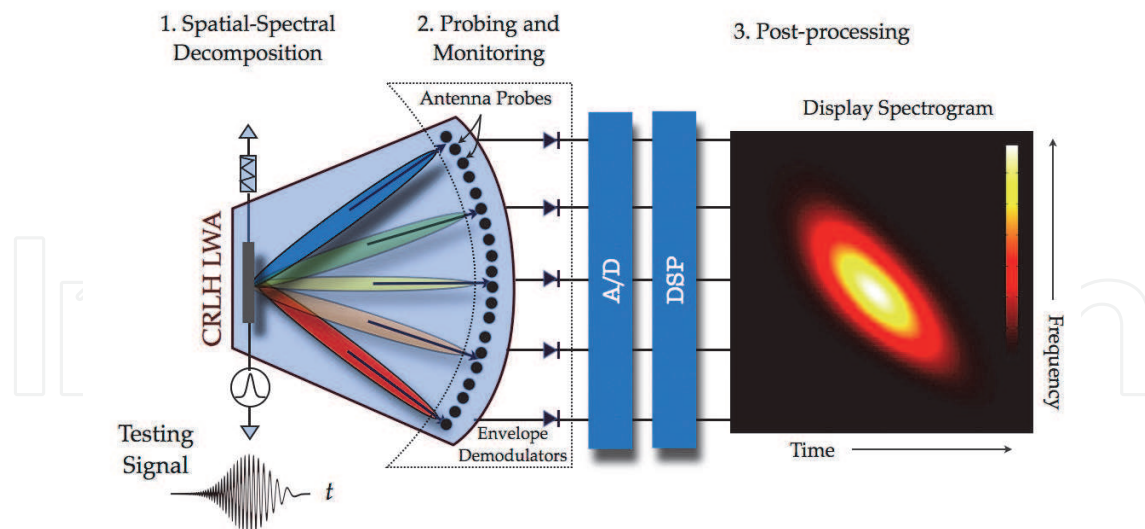 1. Spatial-Spectral
Decomposition
2. Probing and
Monitoring
3. Post-processing
Antenna Probes
Display Spectrogram
CRLH LWA
A/D
DSP
Frequency
Envelope
Demodulators
Time
Testing
Signal
t